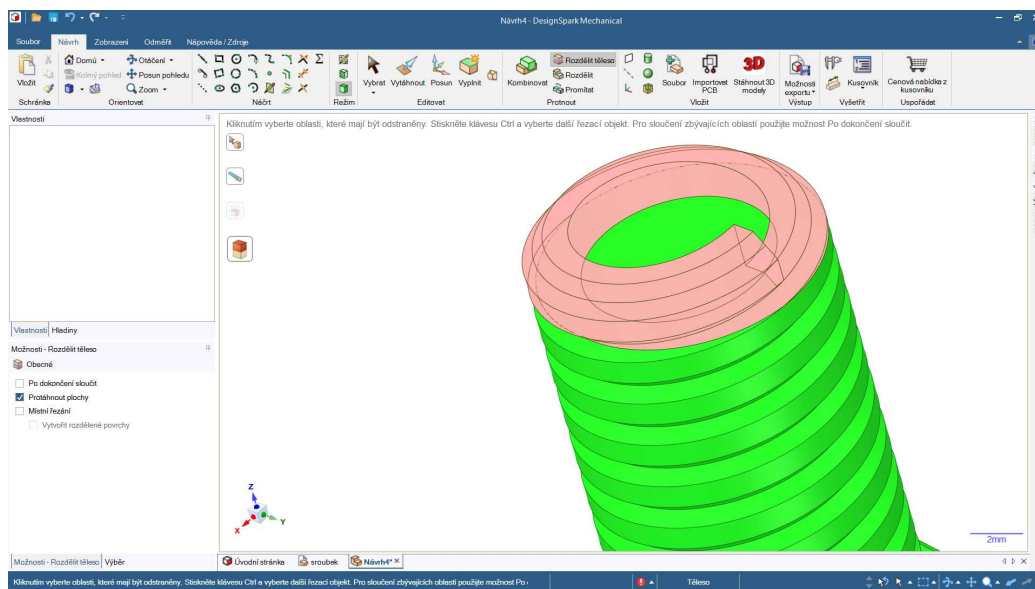 Návrh4 - DesignSpark Mechanical
Soubor Návrh Zobrazení Odměřit Nápověda / Zdroje
Vložit
Domů
Kolmý pohled
Otáčení
Posun pohledu
Zoom
Vybrat Vytáhnout Posun Vyplnit
Kombinovat
Rozdělit těleso
Rozdělit
Promítat
Soubor
Importovat PCB
Stáhnout 3D modely
3D
Možnosti exportu
Kusovník
Cenová nabídka z kusovníku
Schránka Orientovat Náčrt Režim Editovat Protnout Vložit Výstup Vyšetřit Uspořádat
Vlastnosti
Kliknutím vyberte oblasti, které mají být odstraněny. Stiskněte klávesu Ctrl a vyberte další řezací objekt. Pro sloučení zbývajících oblastí použijte možnost Po dokončení sloučit.
Vlastnosti Hladiny
Možnosti - Rozdělit těleso
Obecné
Po dokončení sloučit
Protáhnout plochy
Místní řezání
Vytvořit rozdělené povrchy
Z
X
Y
2mm
Možnosti - Rozdělit těleso Výběr
Úvodní stránka sroubek Návrh4*
Kliknutím vyberte oblasti, které mají být odstraněny. Stiskněte klávesu Ctrl a vyberte další řezací objekt. Pro sloučení zbývajících oblastí použijte možnost Po
Těleso